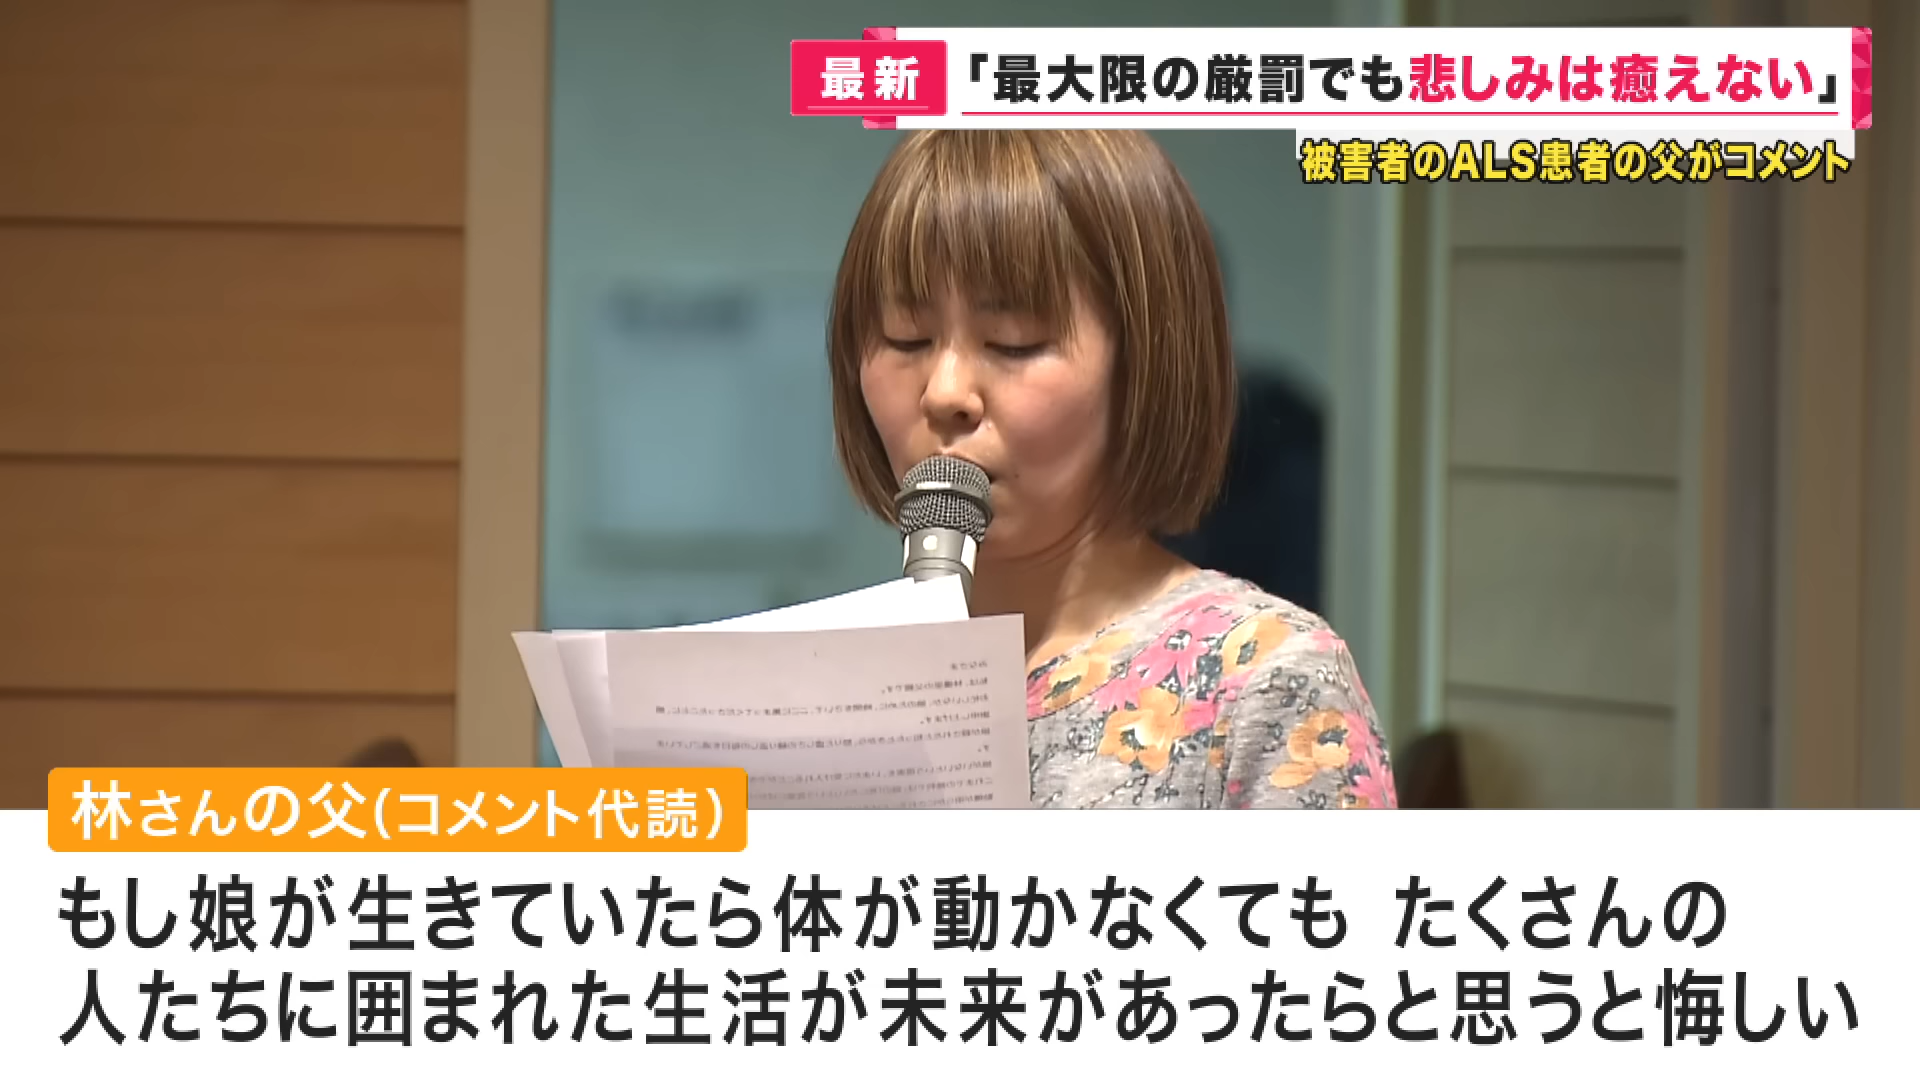 最新
「最大限の厳罰でも悲しみは癒えない」
被害者のALS患者の父がコメント
林さんの父(コメント代読)
もし娘が生きていたら体が動かなくても たくさんの
人たちに囲まれた生活が未来があったらと思うと悔しい